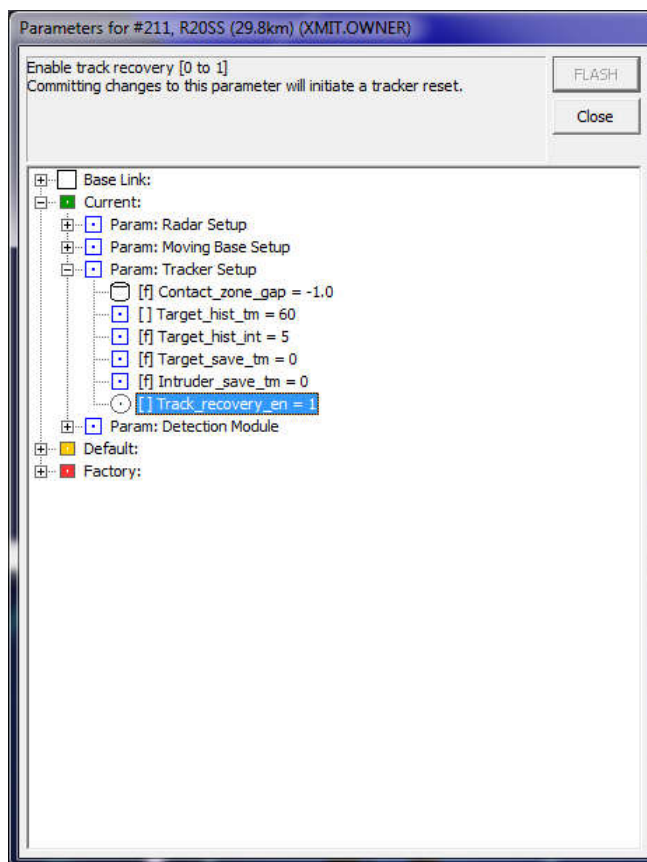 Parameters for #211, R20SS (29.8km) (XMIT.OWNER)
Enable track recovery [0 to 1]
Committing changes to this parameter will initiate a tracker reset.
FLASH
Close
Base Link:
Current:
Param: Radar Setup
Param: Moving Base Setup
Param: Tracker Setup
[f] Contact_zone_gap = -1.0
[ ] Target_hist_tm = 60
[f] Target_hist_int = 5
[f] Target_save_tm = 0
[f] Intruder_save_tm = 0
[ ] Track_recovery_en = 1
Param: Detection Module
Default:
Factory: